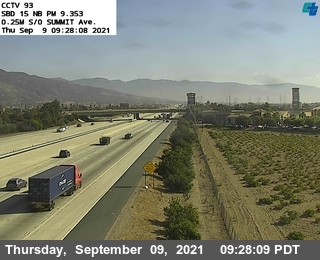 CCTV 93
SBD 15 NB PM 9.353
0.25M S/O SUMMIT Ave.
Thu Sep 9 09:28:08 2021
Thursday, September 09, 2021 09:28:09 PDT